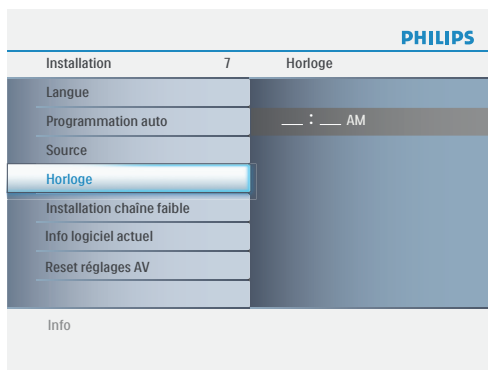 PHILIPS
Installation 7 Horloge
Langue
Programmation auto __ : __ AM
Source
Horloge
Installation chaîne faible
Info logiciel actuel
Reset réglages AV
Info